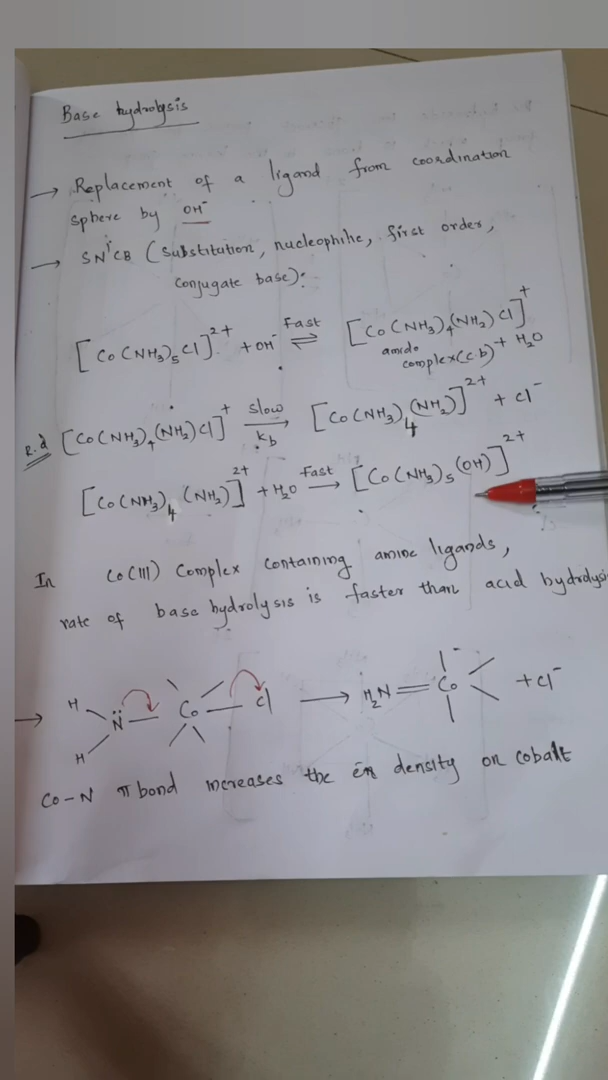 Base hydrolysis
→ Replacement of a ligand from coordination
sphere by OH⁻
→ SN¹CB (substitution, nucleophilic, first order,
conjugate base):
[Co(NH₃)₅Cl]²⁺ + OH⁻ ⇌ Fast [Co(NH₃)₄(NH₂)Cl]⁺ + H₂O
amido
complex(c.b)
R.d [Co(NH₃)₄(NH₂)Cl]⁺ slow → k_b [Co(NH₃)₄(NH₂)]²⁺ + Cl⁻
[Co(NH₃)₄(NH₂)]²⁺ + H₂O Fast → [Co(NH₃)₅(OH)]²⁺
In Co(III) Complex containing amine ligands,
rate of base hydrolysis is faster than acid hydrolysi
→ H H N̈ — Co — Cl → H₂N = Co⁻ + Cl⁻
Co–N π bond increases the density on cobalt